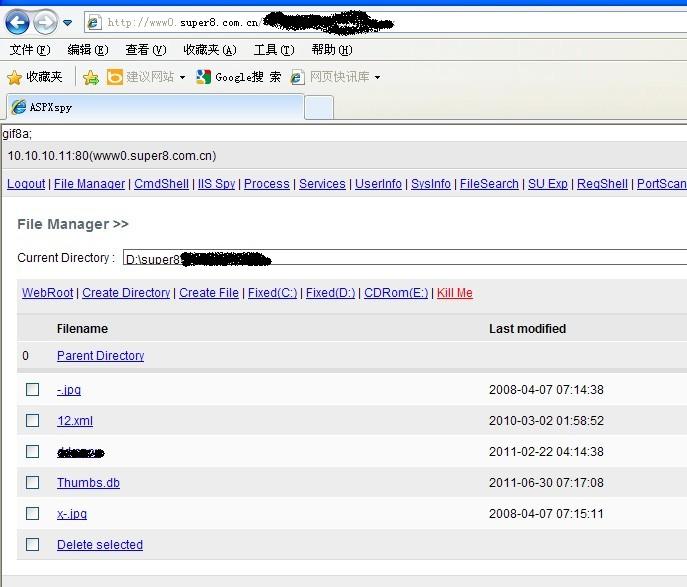 http://www0.super8.com.cn/
文件(F) 编辑(E) 查看(V) 收藏夹(A) 工具(T) 帮助(H)
收藏夹 建议网站 Google搜 索 网页快讯库
ASPXspy
gif8a;
10.10.10.11:80(www0.super8.com.cn)
Logout | File Manager | CmdShell | IIS Spy | Process | Services | UserInfo | SysInfo | FileSearch | SU Exp | RegShell | PortScan
File Manager >>
Current Directory : D:\super8
WebRoot | Create Directory | Create File | Fixed(C:) | Fixed(D:) | CDRom(E:) | Kill Me
Filename Last modified
0 Parent Directory
-.jpg 2008-04-07 07:14:38
12.xml 2010-03-02 01:58:52
2011-02-22 04:14:38
Thumbs.db 2011-06-30 07:17:08
x-.jpg 2008-04-07 07:15:11
Delete selected